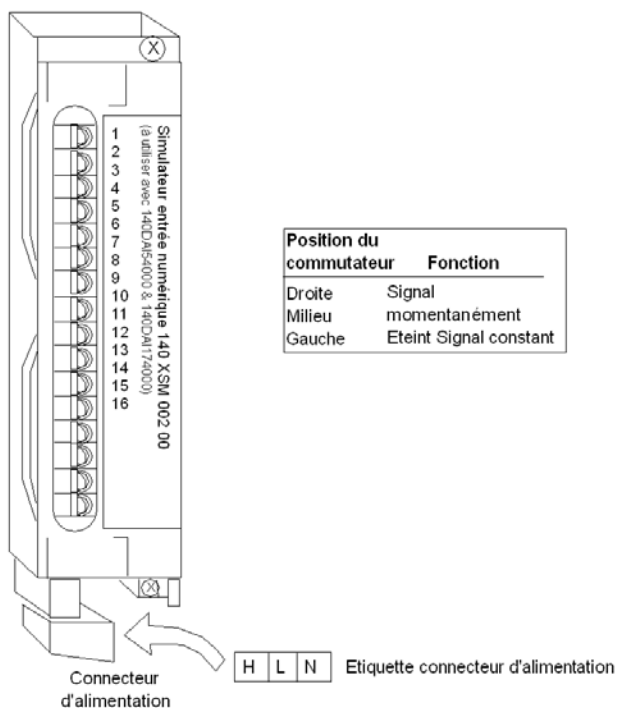 X
1
2
3
4
5
6
7
8
9
10
11
12
13
14
15
16
Simulateur entrée numérique 140 XSM 002 00
(à utiliser avec 140DAI54000 & 140DAI174000)
Position du
commutateur Fonction
Droite Signal
Milieu momentanément
Gauche Eteint Signal constant
X
H L N Etiquette connecteur d'alimentation
Connecteur
d'alimentation